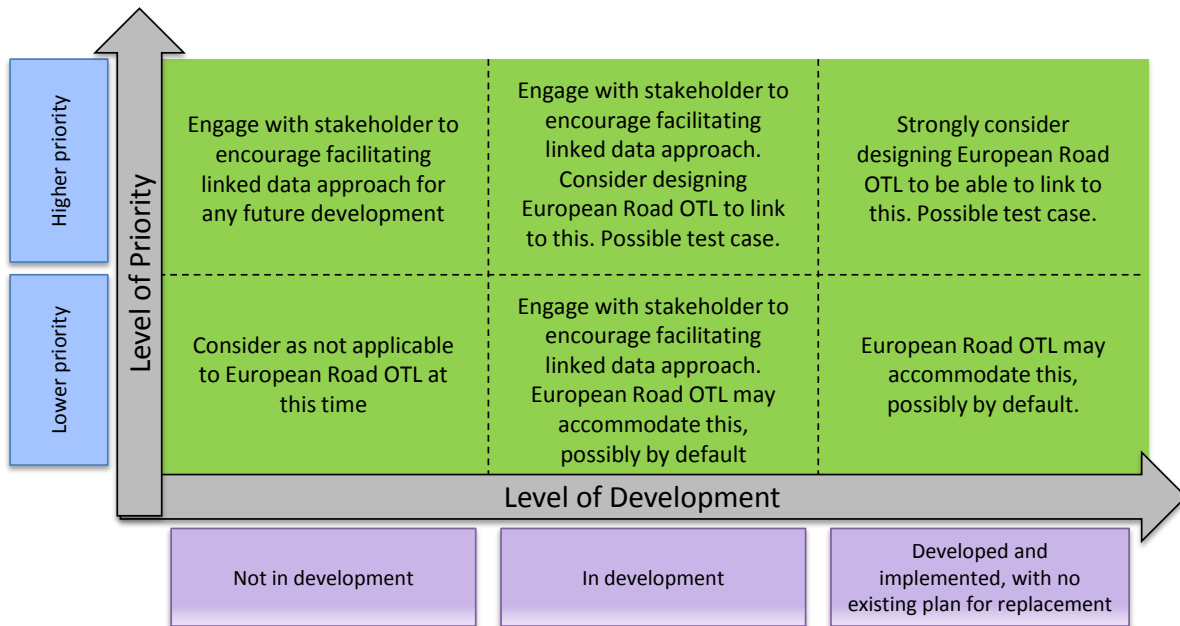 Higher priority
Lower priority
Level of Priority
Engage with stakeholder to
encourage facilitating
linked data approach for
any future development
Engage with stakeholder to
encourage facilitating
linked data approach.
Consider designing
European Road OTL to link
to this. Possible test case.
Strongly consider
designing European Road
OTL to be able to link to
this. Possible test case.
Consider as not applicable
to European Road OTL at
this time
Engage with stakeholder to
encourage facilitating
linked data approach.
European Road OTL may
accommodate this,
possibly by default
European Road OTL may
accommodate this,
possibly by default.
Level of Development
Not in development
In development
Developed and
implemented, with no
existing plan for replacement